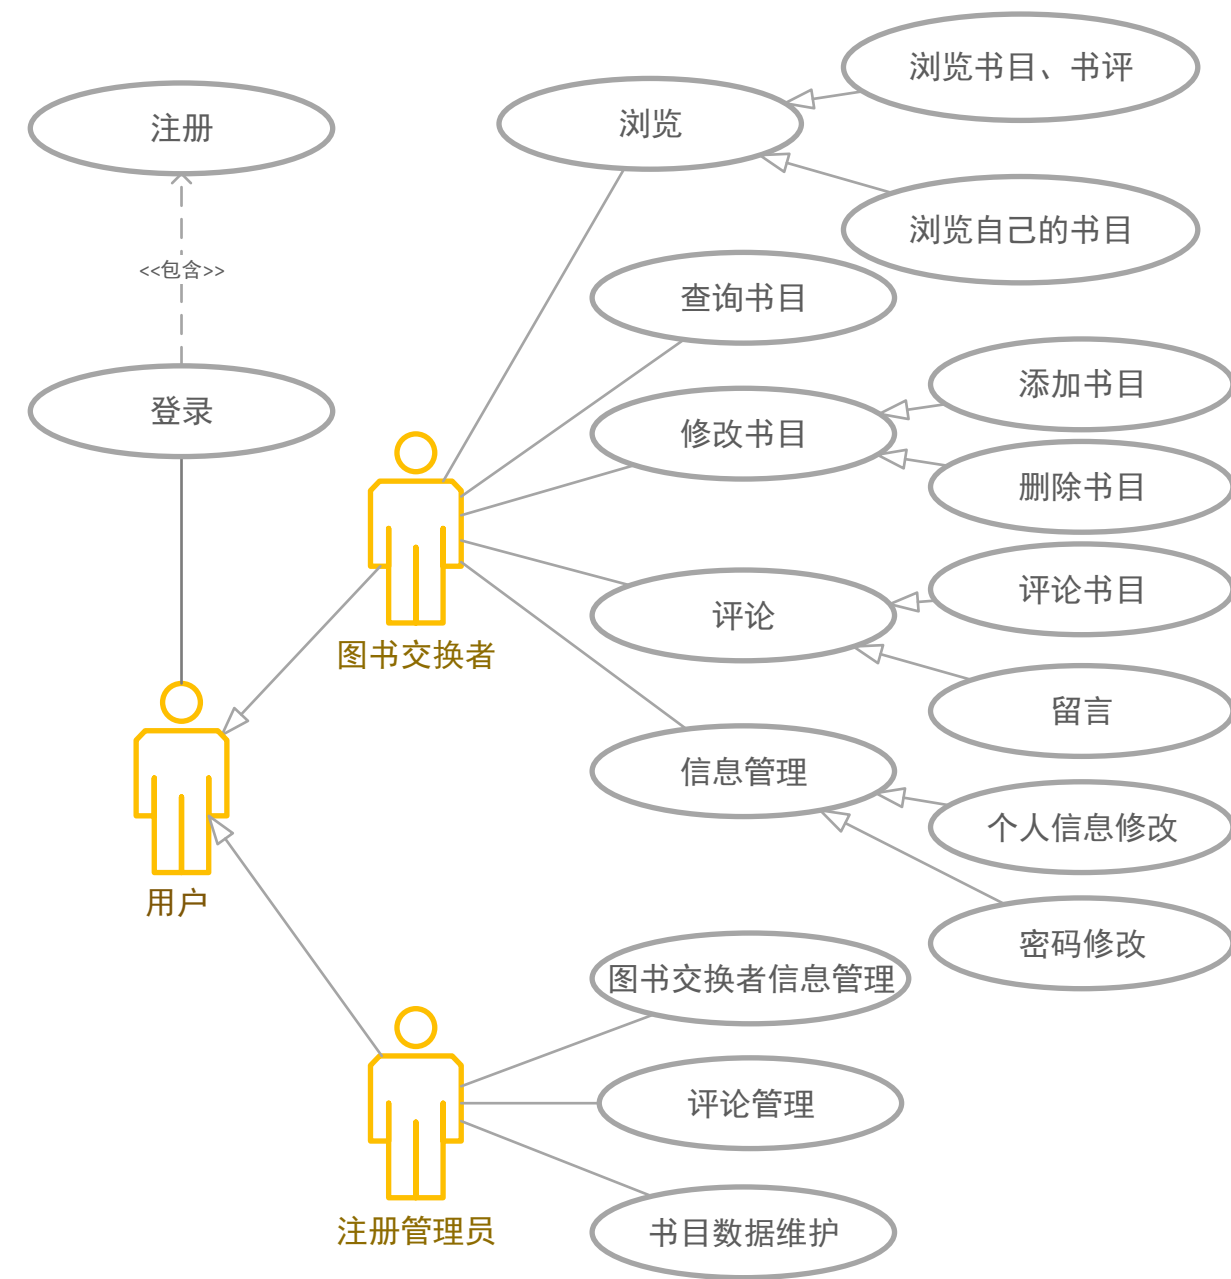 浏览书目、书评
注册
浏览
浏览自己的书目
<<包含>>
查询书目
登录
修改书目
添加书目
删除书目
图书交换者
评论
评论书目
留言
用户
信息管理
个人信息修改
密码修改
图书交换者信息管理
评论管理
注册管理员
书目数据维护